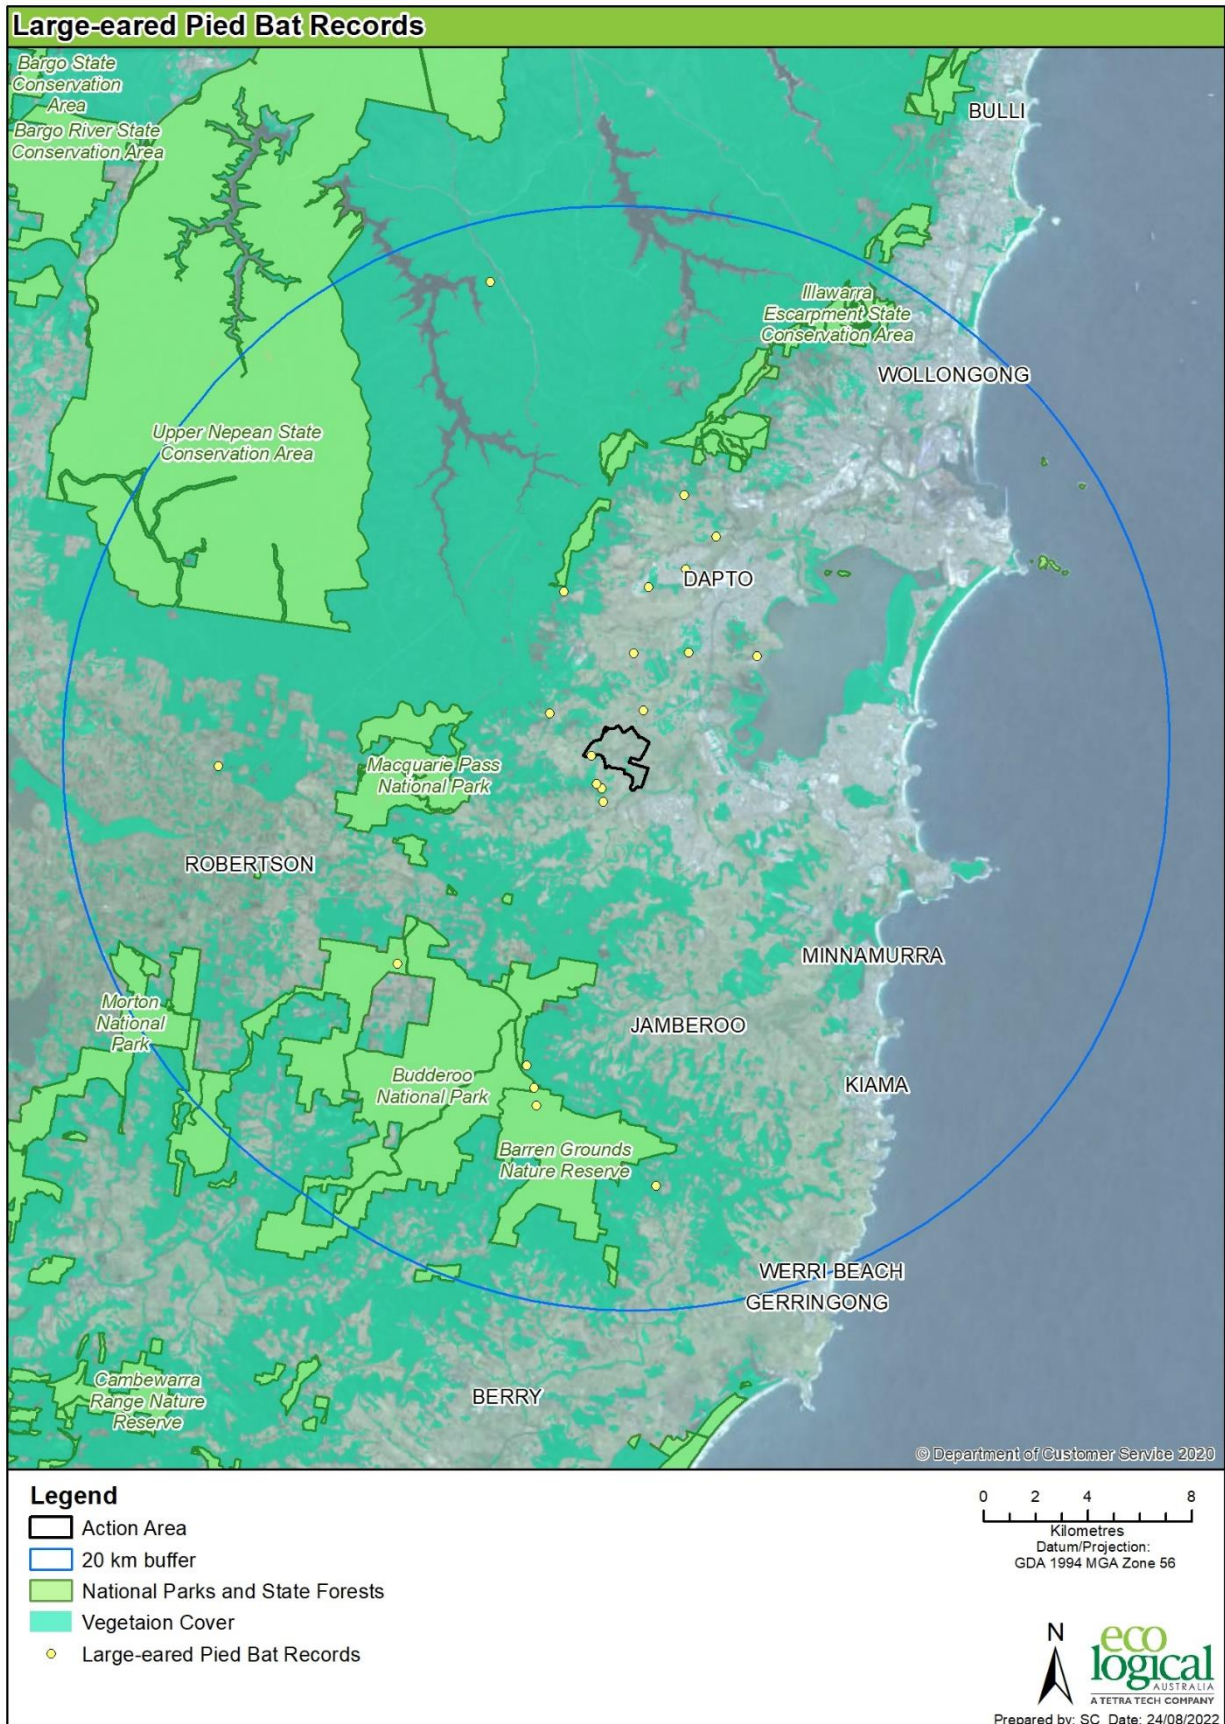 Large-eared Pied Bat Records
Bargo State
Conservation
Area
Bargo River State
Conservation Area
BULLI
Illawarra
Escarpment State
Conservation Area
WOLLONGONG
Upper Nepean State
Conservation Area
DAPTO
Macquarie Pass
National Park
ROBERTSON
MINNAMURRA
Morton
National
Park
JAMBEROO
Budderoo
National Park
KIAMA
Barren Grounds
Nature Reserve
WERRI BEACH
GERRINGONG
Cambewarra
Range Nature
Reserve
BERRY
© Department of Customer Service 2020
Legend
Action Area
20 km buffer
National Parks and State Forests
Vegetaion Cover
Large-eared Pied Bat Records
0 2 4 8
Kilometres
Datum/Projection:
GDA 1994 MGA Zone 56
N
eco
logical
AUSTRALIA
A TETRA TECH COMPANY
Prepared by: SC Date: 24/08/2022